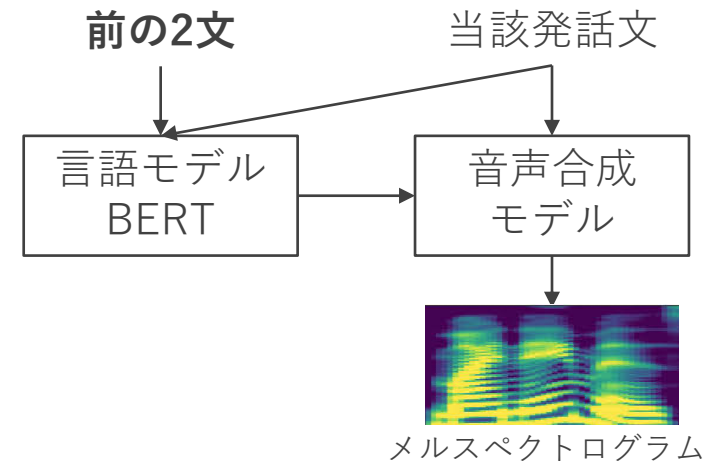 前の2文
当該発話文
言語モデル
BERT
音声合成
モデル
メルスペクトログラム